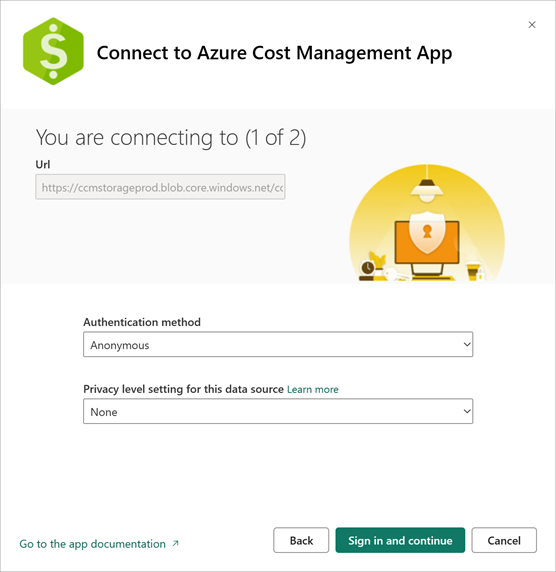 Connect to Azure Cost Management App
You are connecting to (1 of 2)
Url
https://ccmstorageprod.blob.core.windows.net/cc
Authentication method
Anonymous
Privacy level setting for this data source Learn more
None
Go to the app documentation
Back
Sign in and continue
Cancel